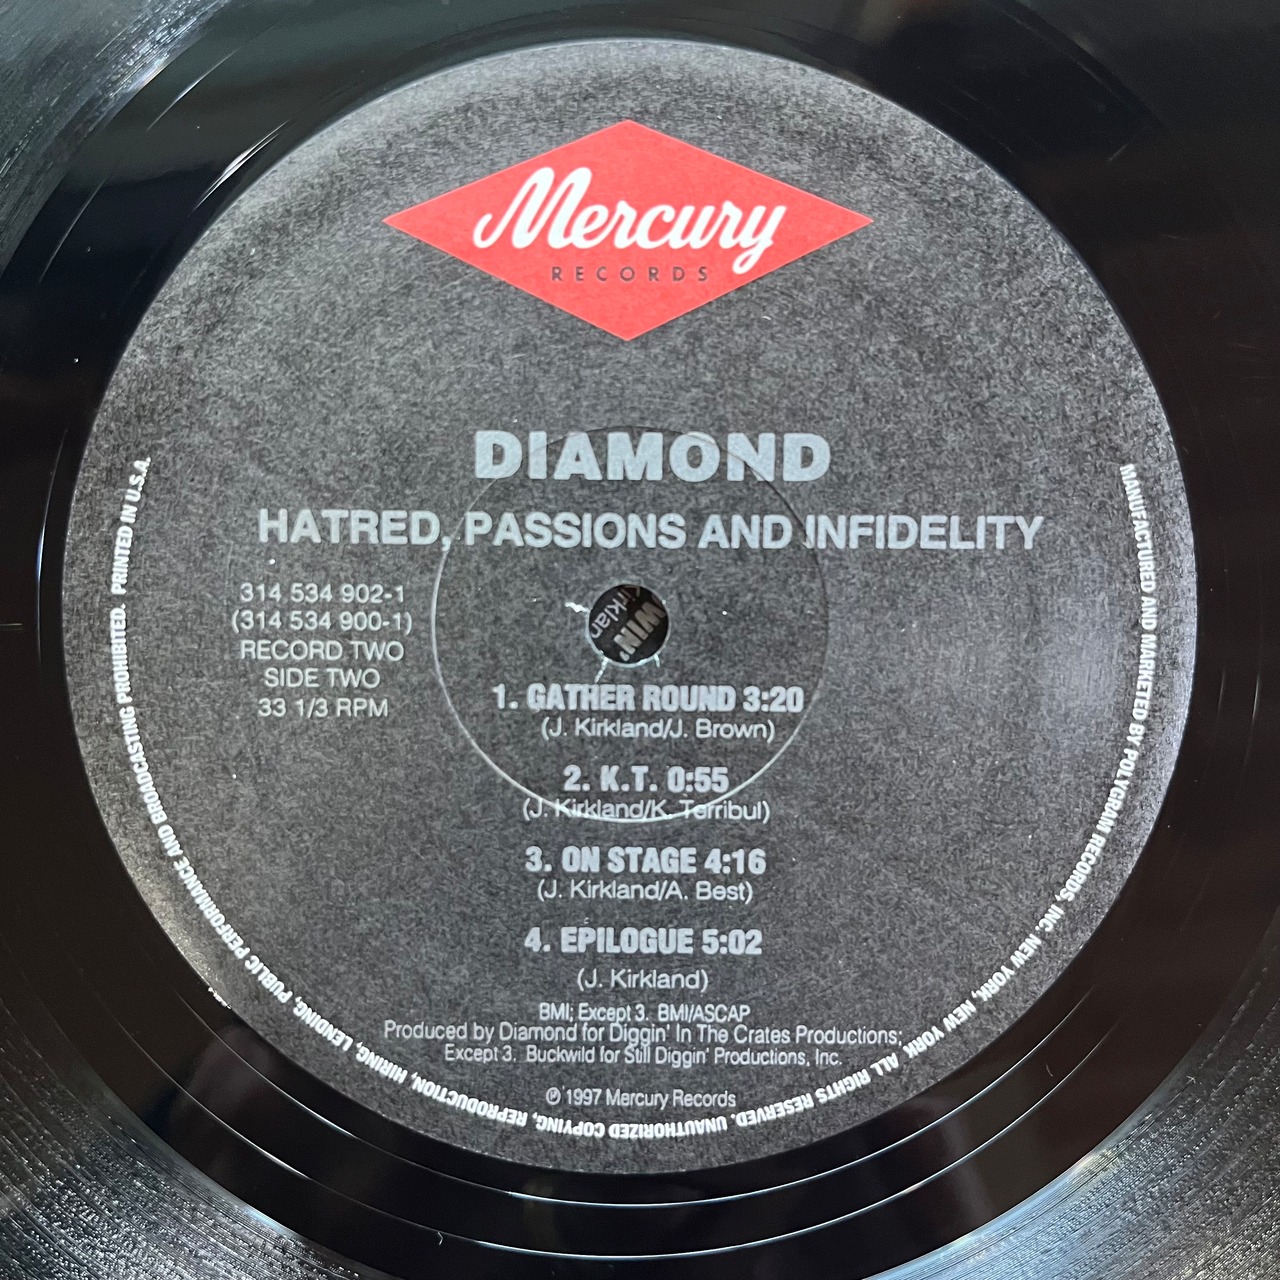 Mercury
RECORDS
DIAMOND
HATRED, PASSIONS AND INFIDELITY
314 534 902-1
(314 534 900-1)
RECORD TWO
SIDE TWO
33 1/3 RPM
1. GATHER ROUND 3:20
(J. Kirkland/J. Brown)
2. K.T. 0:55
(J. Kirkland/K. Terribul)
3. ON STAGE 4:16
(J. Kirkland/A. Best)
4. EPILOGUE 5:02
(J. Kirkland)
BMI; Except 3. BMI/ASCAP
Produced by Diamond for Diggin' In The Crates Productions;
Except 3. Buckwild for Still Diggin' Productions, Inc.
℗ 1997 Mercury Records
MANUFACTURED AND MARKETED BY POLYGRAM RECORDS, INC. NEW YORK, NEW YORK. ALL RIGHTS RESERVED. UNAUTHORIZED COPYING, REPRODUCTION, HIRING, LENDING, PUBLIC PERFORMANCE AND BROADCASTING PROHIBITED. PRINTED IN U.S.A.